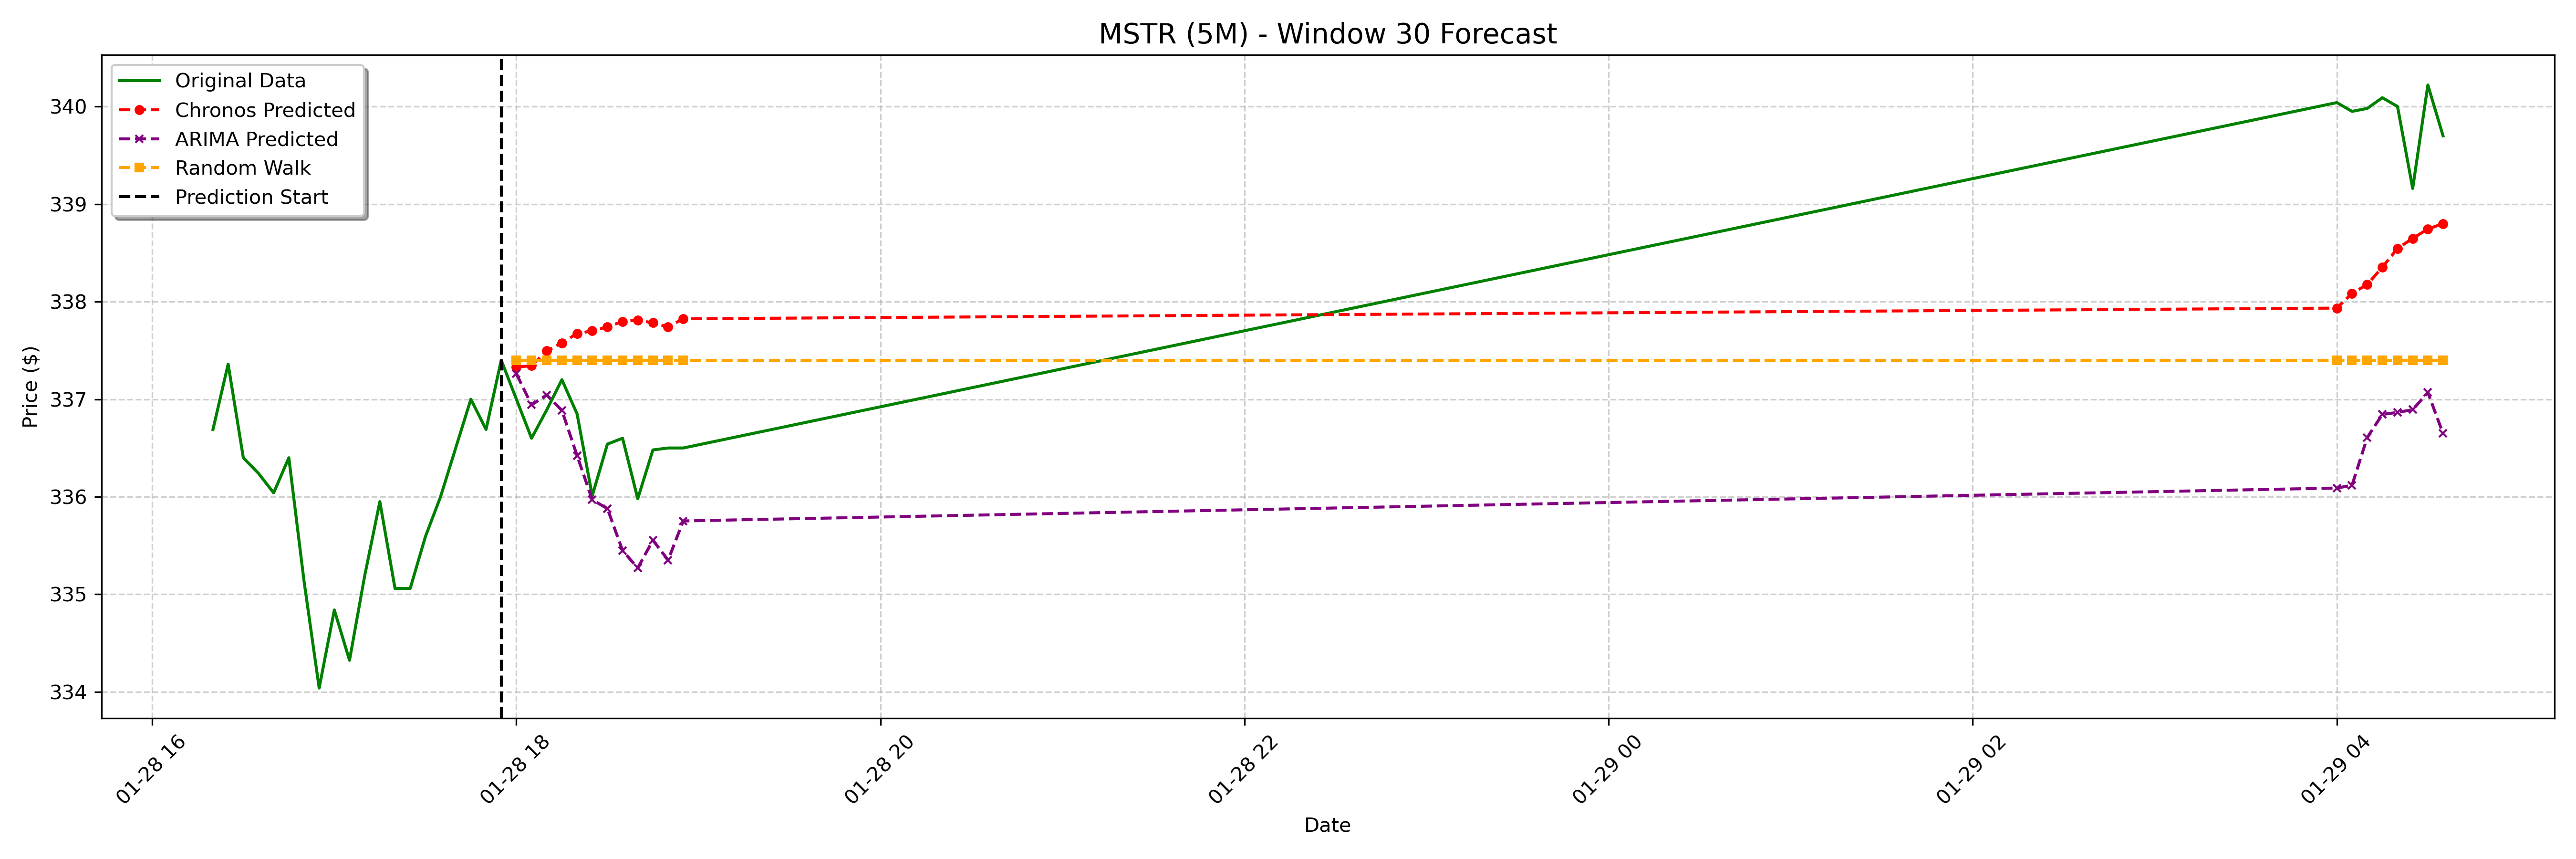 MSTR (5M) - Window 30 Forecast
Original Data
Chronos Predicted
ARIMA Predicted
Random Walk
Prediction Start
Price ($)
340
339
338
337
336
335
334
01-28 16
01-28 18
01-28 20
01-28 22
01-29 00
01-29 02
01-29 04
Date